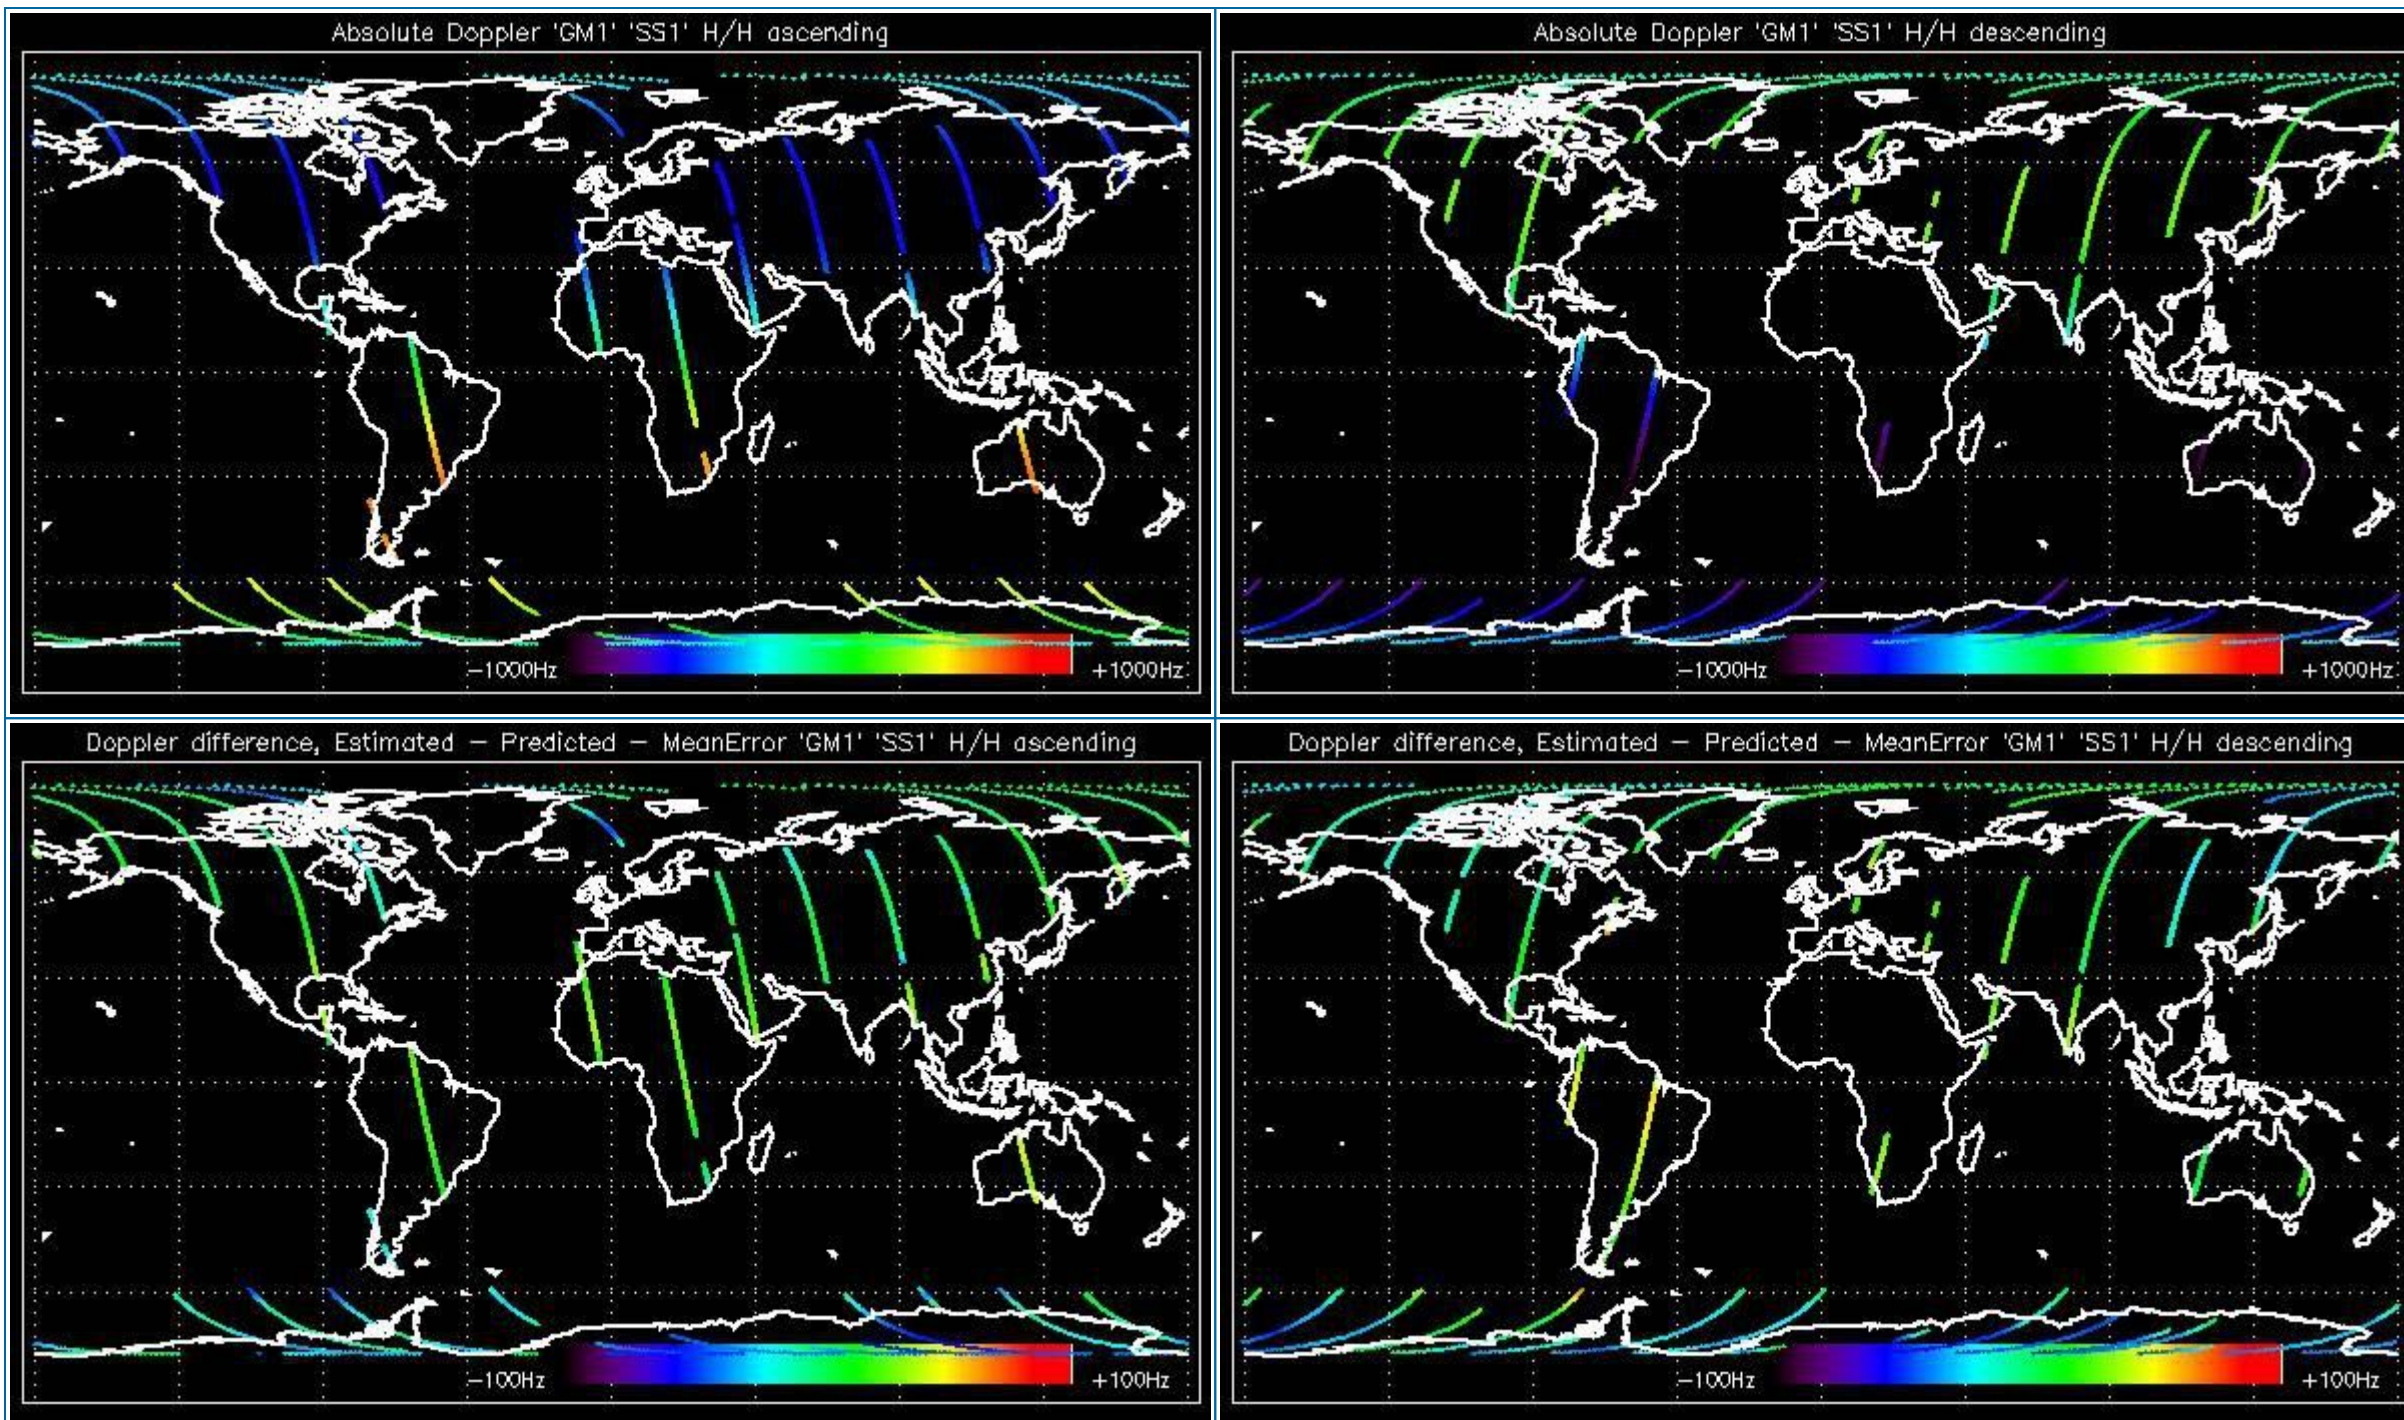 Absolute Doppler 'GM1' 'SS1' H/H ascending
-1000Hz
+1000Hz
Absolute Doppler 'GM1' 'SS1' H/H descending
-1000Hz
+1000Hz
Doppler difference, Estimated - Predicted - MeanError 'GM1' 'SS1' H/H ascending
-100Hz
+100Hz
Doppler difference, Estimated - Predicted - MeanError 'GM1' 'SS1' H/H descending
-100Hz
+100Hz